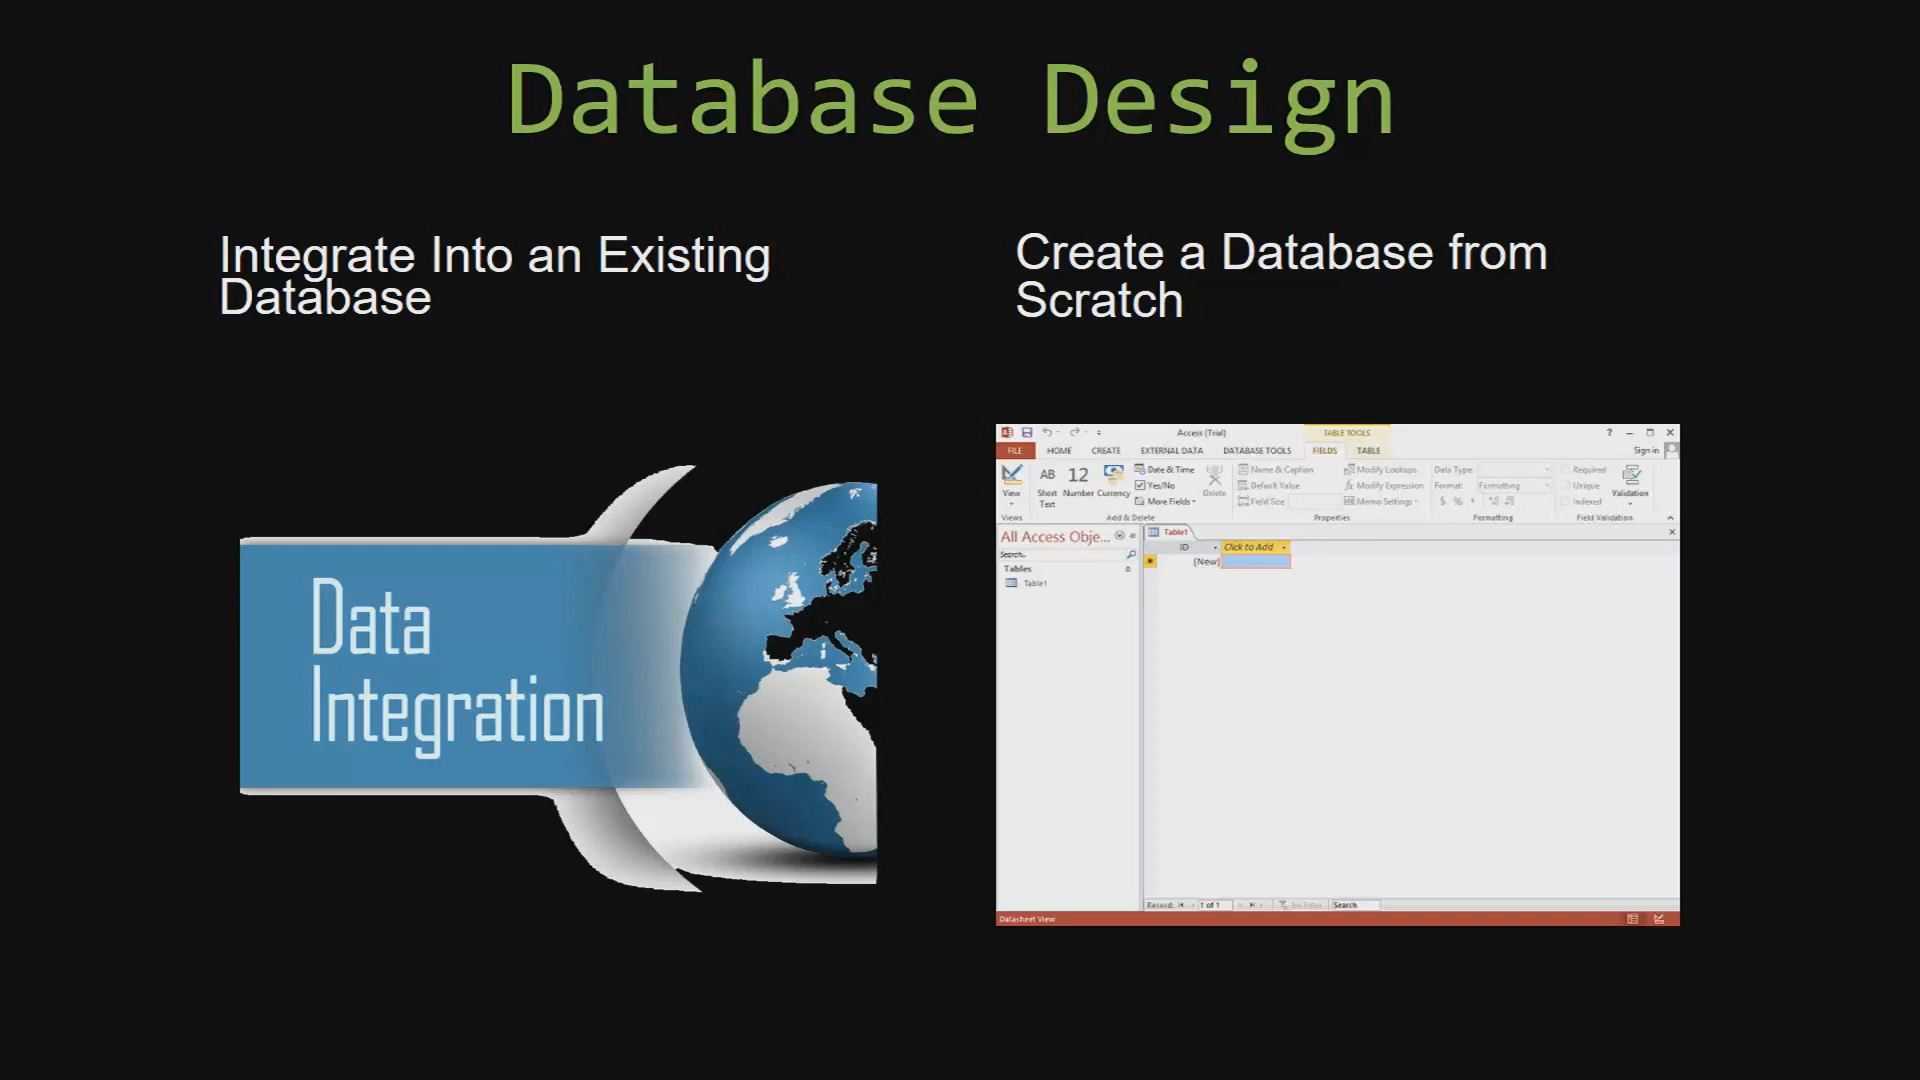 Database Design
Integrate Into an Existing
Database
Create a Database from
Scratch
Data
Integration
Access (Trial)
TABLE TOOLS
?
FILE HOME CREATE EXTERNAL DATA DATABASE TOOLS FIELDS TABLE Sign in
View
Views
AB
Short
Text
12
Number
Currency
Date & Time
Yes/No
More Fields
Delete
Add & Delete
Name & Caption
Default Value
Field Size
Modify Lookups
Modify Expression
Memo Settings
Properties
Data Type:
Format: Formatting
$ %
Formatting
Required
Unique
Indexed
Validation
Field Validation
All Access Obje...
Search...
Tables
Table1
Table1
ID Click to Add
(New)
Record: 1 of 1 No Filter Search
Datasheet View